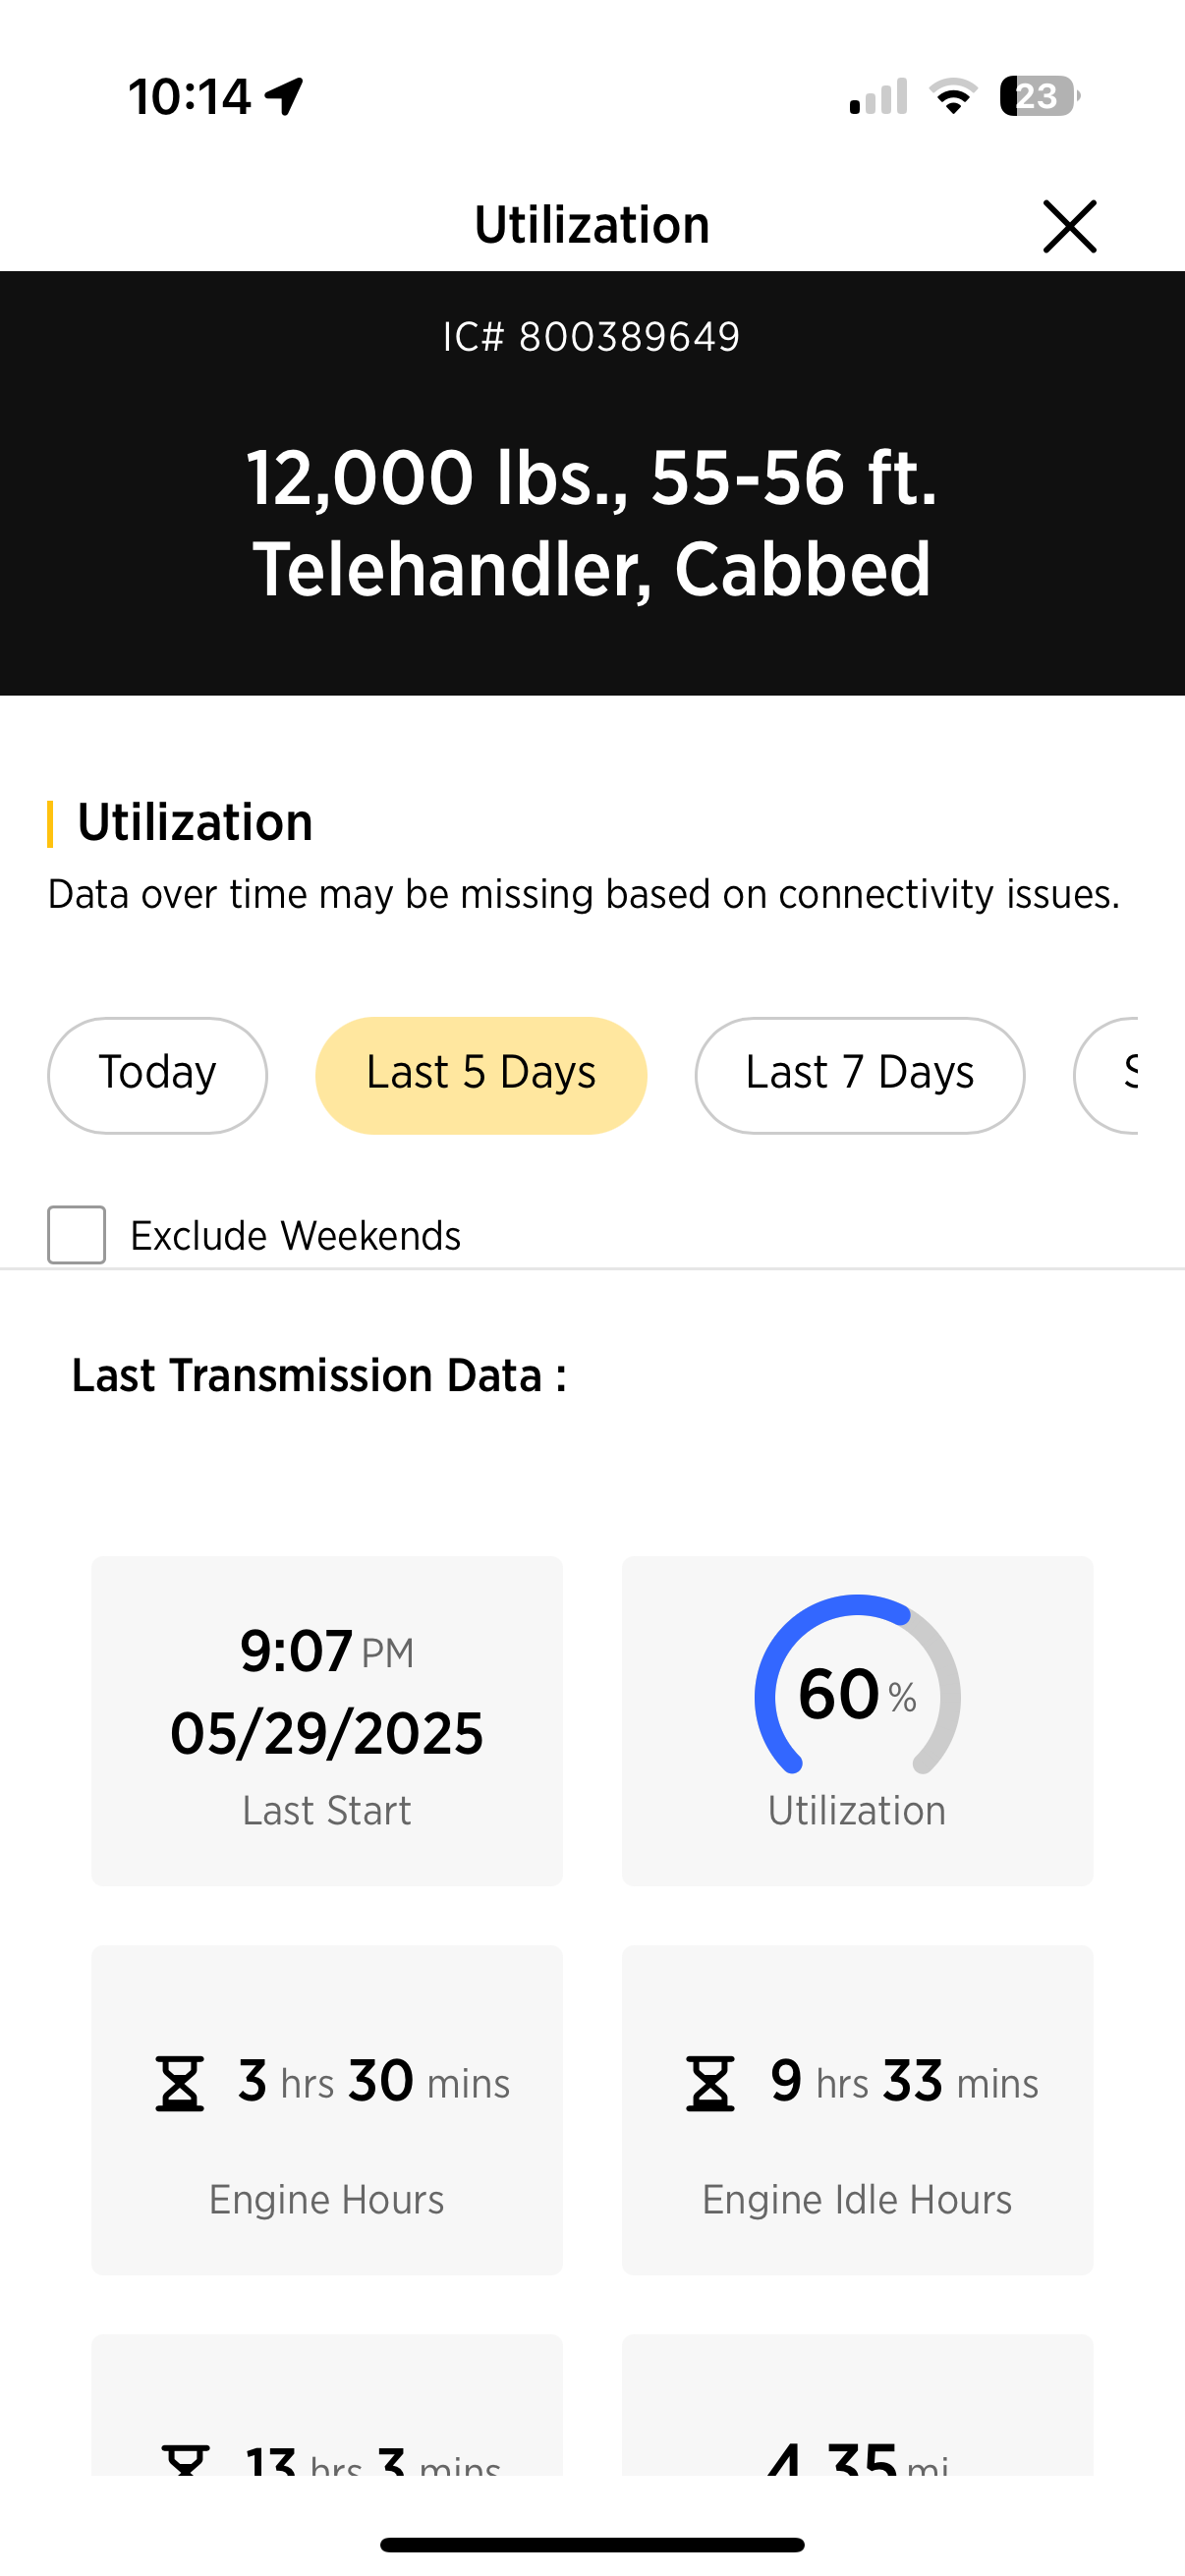 10:14
23
Utilization
IC# 800389649
12,000 lbs., 55-56 ft.
Telehandler, Cabbed
Utilization
Data over time may be missing based on connectivity issues.
Today Last 5 Days Last 7 Days
Exclude Weekends
Last Transmission Data :
9:07 PM
05/29/2025
Last Start
60 %
Utilization
3 hrs 30 mins
Engine Hours
9 hrs 33 mins
Engine Idle Hours
13 hrs 3 mins
4.35 mi